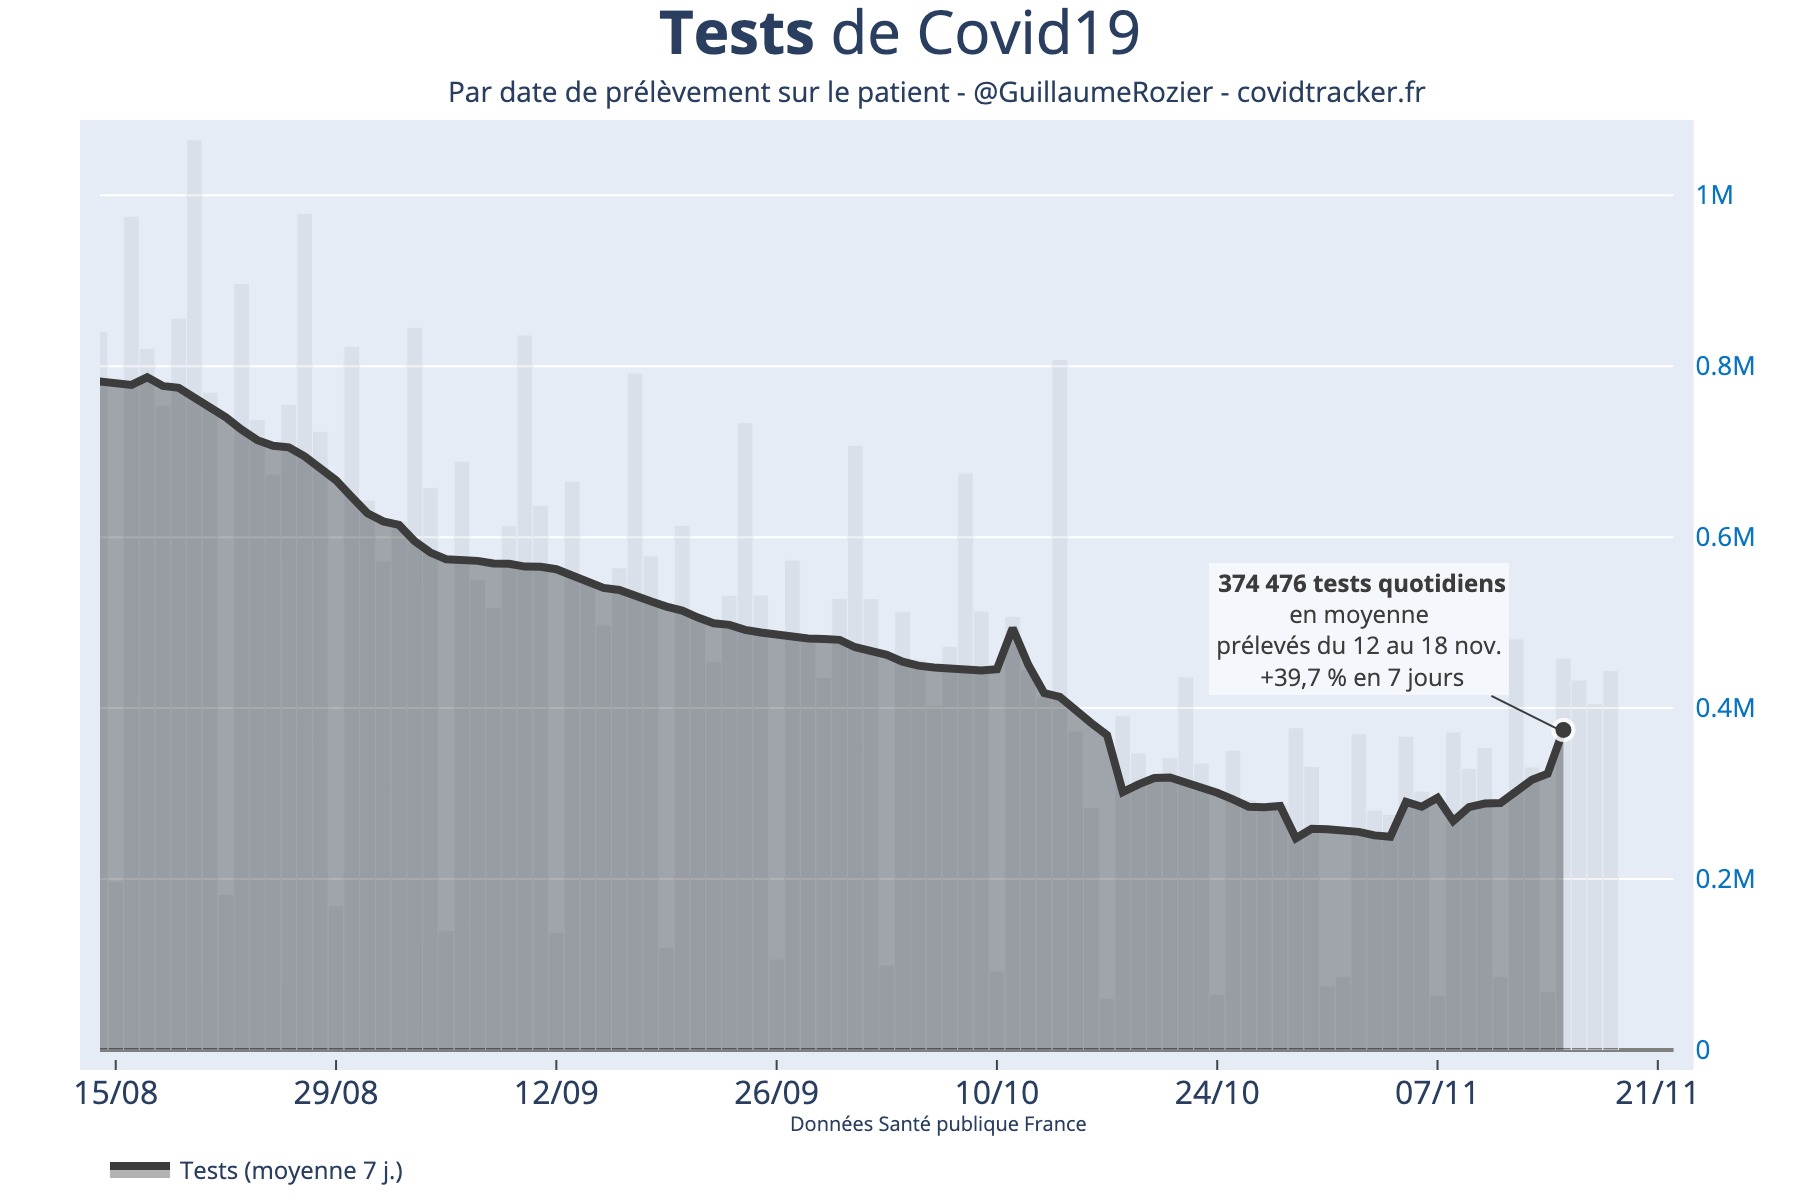 Tests de Covid19
Par date de prélèvement sur le patient - @GuillaumeRozier - covidtracker.fr
1M
0.8M
0.6M
374 476 tests quotidiens
en moyenne
prélevés du 12 au 18 nov.
+39,7 % en 7 jours
0.4M
0.2M
0
15/08 29/08 12/09 26/09 10/10 24/10 07/11 21/11
Données Santé publique France
Tests (moyenne 7 j.)